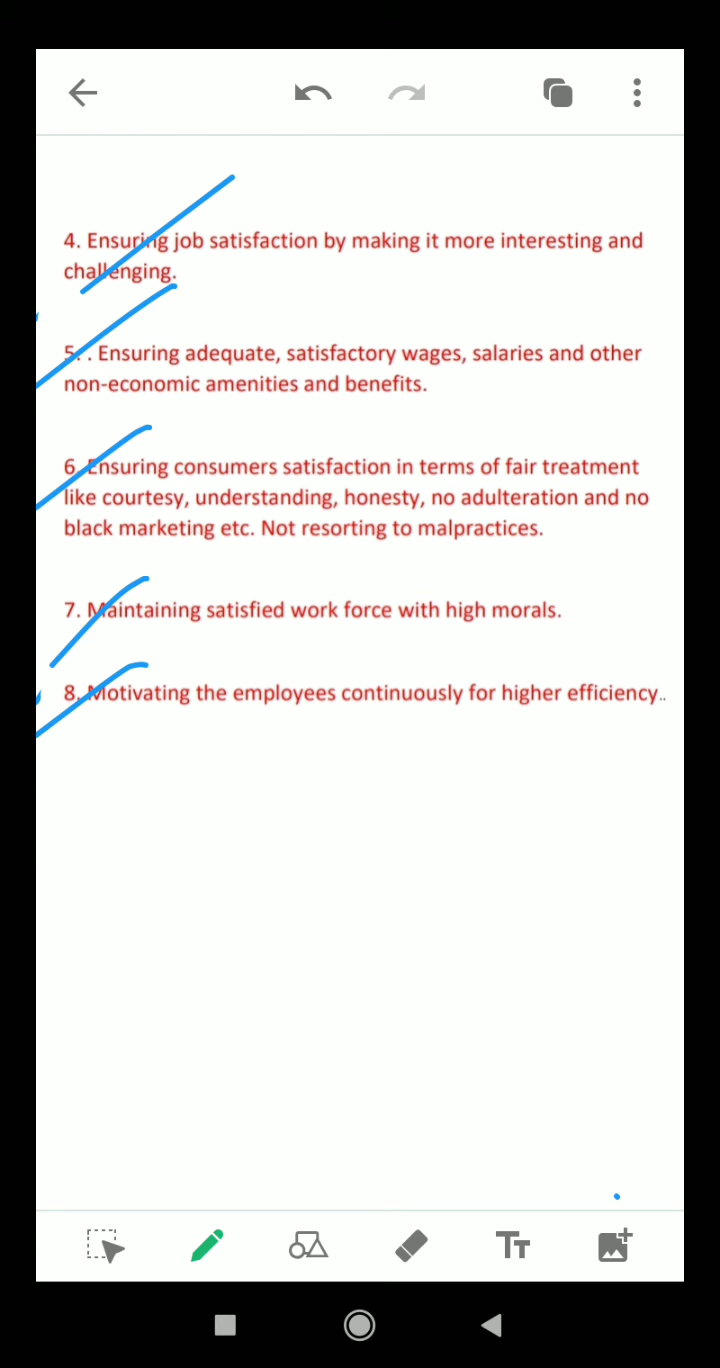 4. Ensuring job satisfaction by making it more interesting and
challenging.
5. . Ensuring adequate, satisfactory wages, salaries and other
non-economic amenities and benefits.
6. Ensuring consumers satisfaction in terms of fair treatment
like courtesy, understanding, honesty, no adulteration and no
black marketing etc. Not resorting to malpractices.
7. Maintaining satisfied work force with high morals.
8. Motivating the employees continuously for higher efficiency..
TT